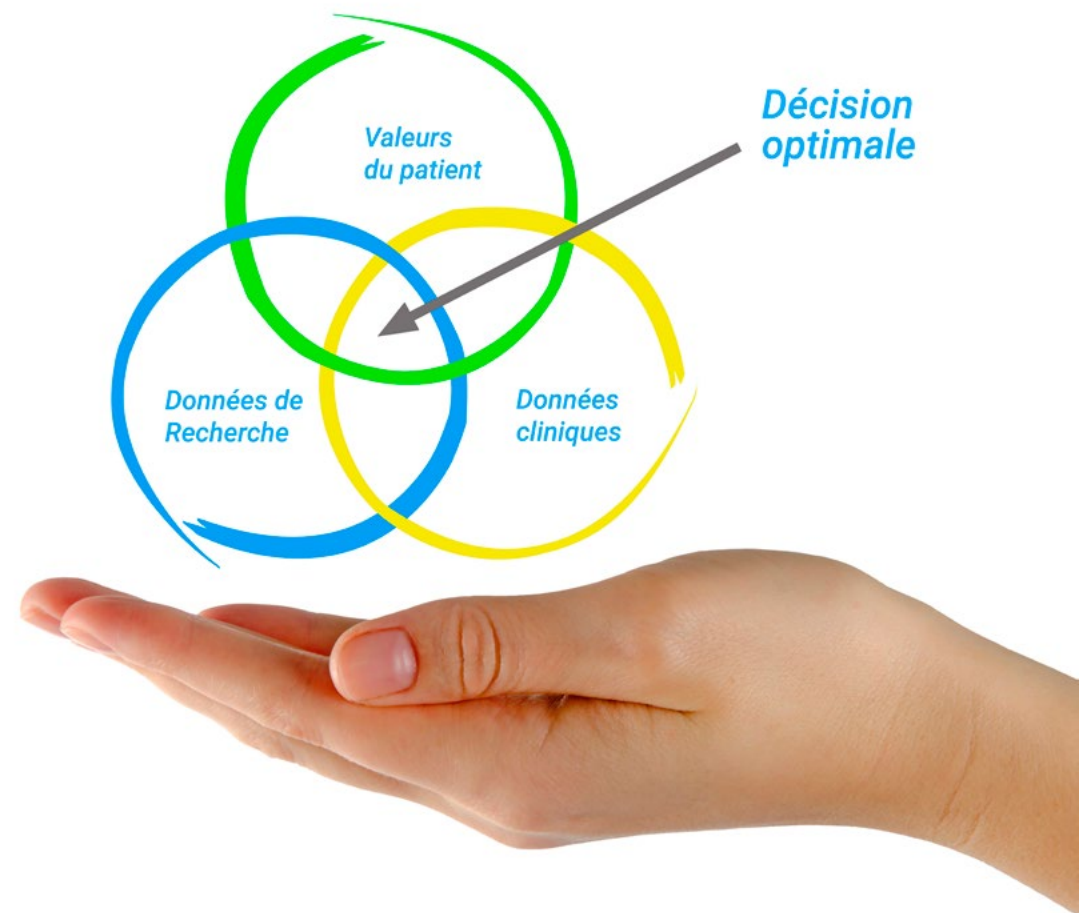 Valeurs
du patient
Décision
optimale
Données de
Recherche
Données
cliniques